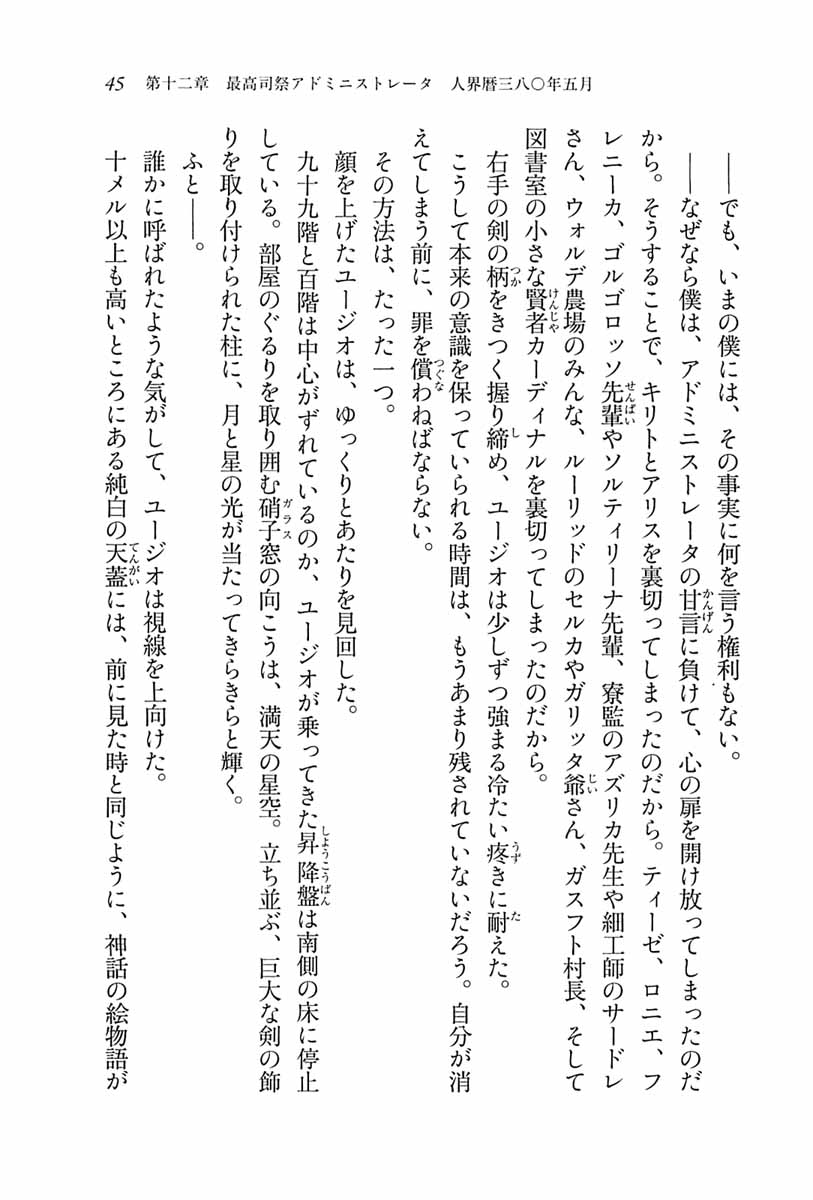 45　第十二章　最高司祭アドミニストレータ　人界暦三八〇年五月
――でも、いまの僕には、その事実に何を言う権利もない。
――なぜなら僕は、アドミニストレータの甘言に負けて、心の扉を開け放ってしまったのだ
から。そうすることで、キリトとアリスを裏切ってしまったのだから。ティーゼ、ロニエ、フ
レニーカ、ゴルゴロッソ先輩やソルティリーナ先輩、寮監のアズリカ先生や細工師のサードレ
さん、ウォルデ農場のみんな、ルーリッドのセルカやガリッタ爺さん、ガスフト村長、そして
図書室の小さな賢者カーディナルを裏切ってしまったのだから。
右手の剣の柄をきつく握り締め、ユージオは少しずつ強まる冷たい疼きに耐えた。
こうして本来の意識を保っていられる時間は、もうあまり残されていないだろう。自分が消
えてしまう前に、罪を償わねばならない。
その方法は、たった一つ。
顔を上げたユージオは、ゆっくりとあたりを見回した。
九十九階と百階は中心がずれているのか、ユージオが乗ってきた昇降盤は南側の床に停止
している。部屋のぐるりを取り囲む硝子窓の向こうは、満天の星空。立ち並ぶ、巨大な剣の飾
りを取り付けられた柱に、月と星の光が当たってきらきらと輝く。
ふと――。
誰かに呼ばれたような気がして、ユージオは視線を上向けた。
十メル以上も高いところにある純白の天蓋には、前に見た時と同じように、神話の絵物語が